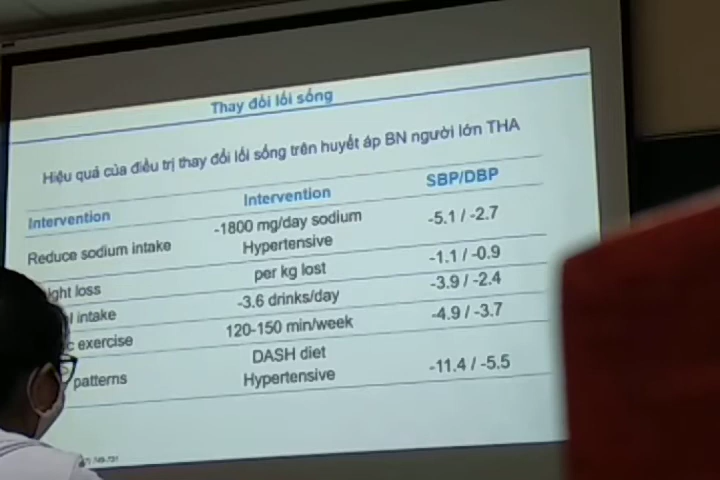 Thay đổi lối sống
Hiệu quả của điều trị thay đổi lối sống trên huyết áp BN người lớn THA
Intervention Intervention SBP/DBP
Reduce sodium intake -1800 mg/day sodium Hypertensive -5.1 / -2.7
ght loss per kg lost -1.1 / -0.9
l intake -3.6 drinks/day -3.9 / -2.4
c exercise 120-150 min/week -4.9 / -3.7
patterns DASH diet Hypertensive -11.4 / -5.5